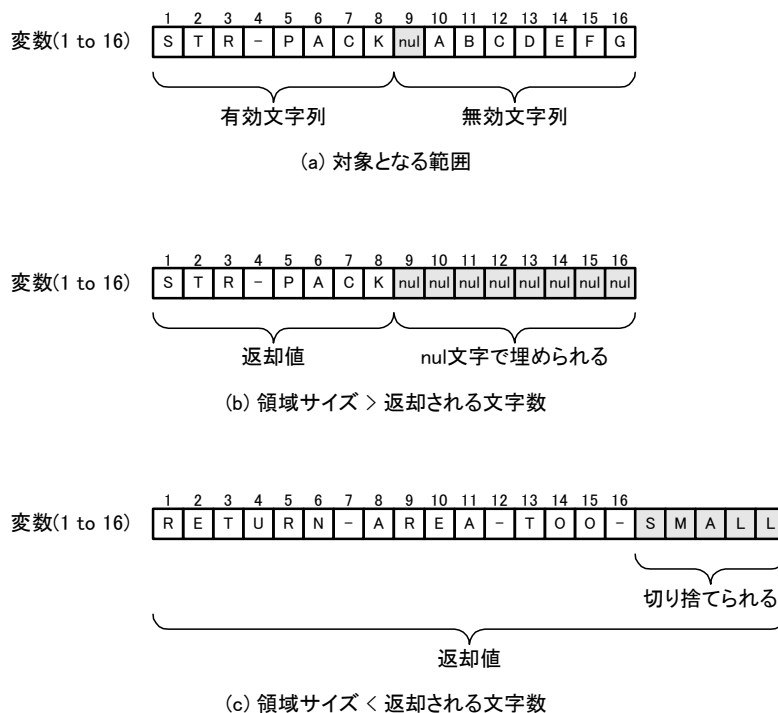 1 2 3 4 5 6 7 8 9 10 11 12 13 14 15 16
変数(1 to 16) S T R - P A C K nul A B C D E F G
有効文字列 無効文字列
(a) 対象となる範囲
1 2 3 4 5 6 7 8 9 10 11 12 13 14 15 16
変数(1 to 16) S T R - P A C K nul nul nul nul nul nul nul nul
返却値 nul文字で埋められる
(b) 領域サイズ > 返却される文字数
1 2 3 4 5 6 7 8 9 10 11 12 13 14 15 16
変数(1 to 16) R E T U R N - A R E A - T O O - S M A L L
切り捨てられる
返却値
(c) 領域サイズ < 返却される文字数